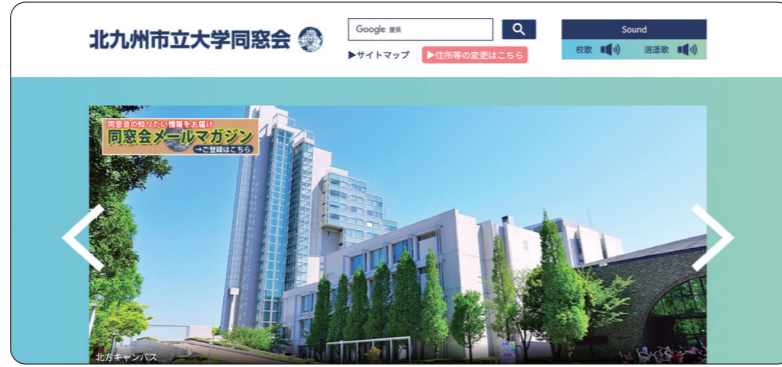 北九州市立大学同窓会
Google 提供
▶サイトマップ
▶住所等の変更はこちら
Sound
校歌
逍遥歌
同窓会の知りたい情報をお届け
同窓会メールマガジン
→ご登録はこちら
北方キャンパス